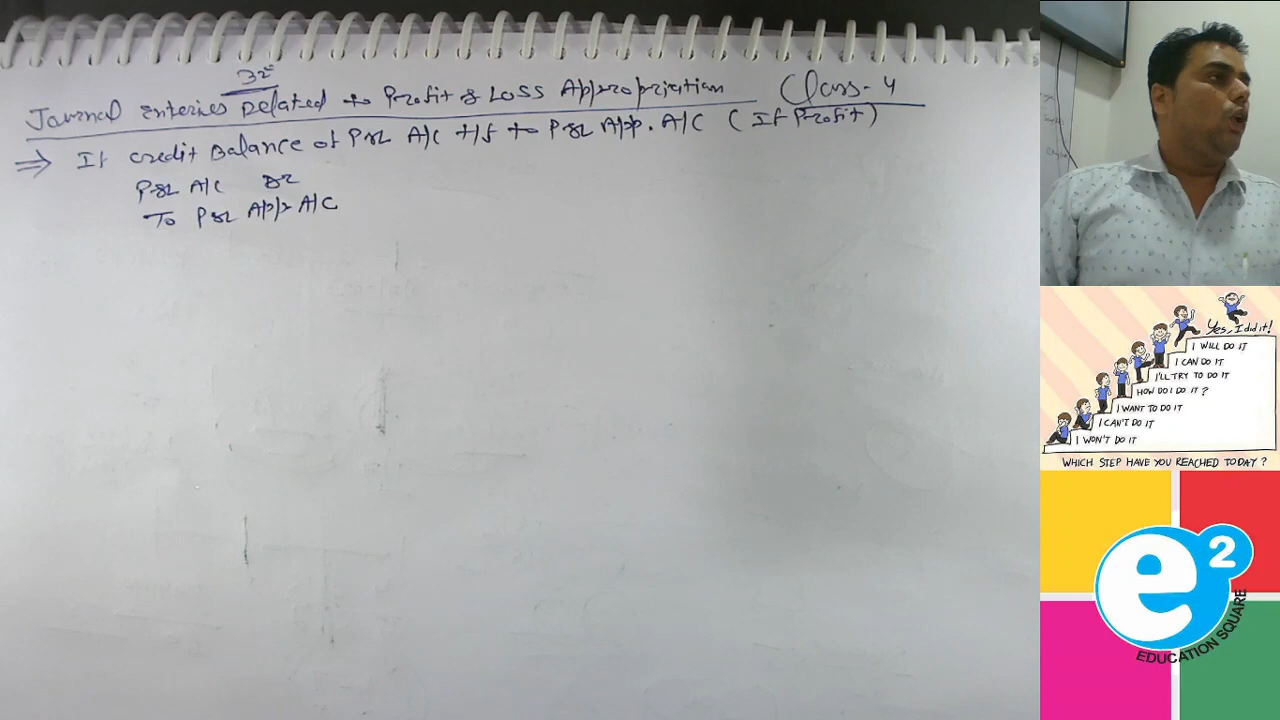 Journal Enteries Related to Profit & Loss Appropriation Class-4
⇒ If Credit Balance of P&L A/C t/f to P&L App. A/C (If Profit)
P&L A/C Dr
To P&L App A/C
Yes, I did it!
I WILL DO IT
I CAN DO IT
I'LL TRY TO DO IT
HOW DO I DO IT?
I WANT TO DO IT
I CAN'T DO IT
I WON'T DO IT
WHICH STEP HAVE YOU REACHED TODAY?
e2
EDUCATION SQUARE